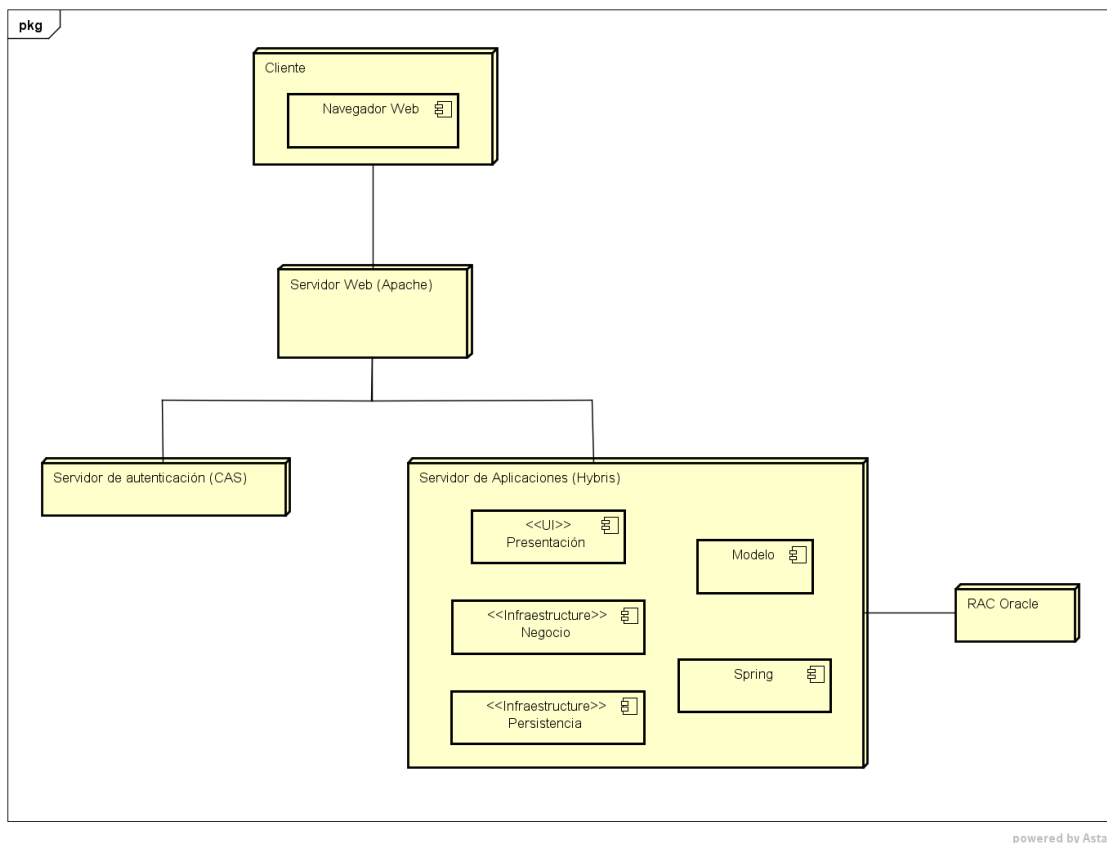 pkg
Cliente
Navegador Web
Servidor Web (Apache)
Servidor de autenticación (CAS)
Servidor de Aplicaciones (Hybris)
<<UI>>
Presentación
Modelo
<<Infraestructure>>
Negocio
RAC Oracle
Spring
<<Infraestructure>>
Persistencia
powered by Asta